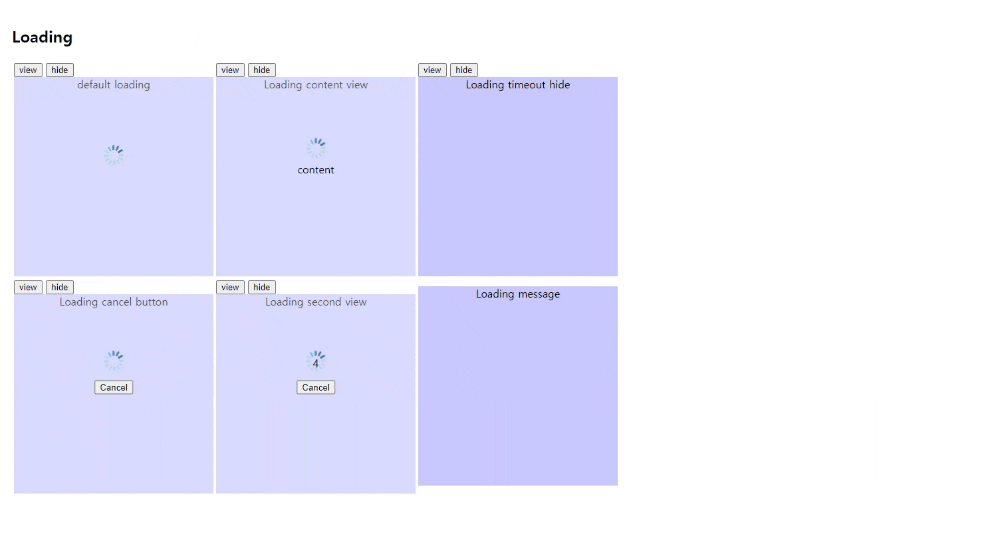 Loading
view hide view hide view hide
default loading Loading content view Loading timeout hide
content
view hide view hide
Loading cancel button Loading second view Loading message
4
Cancel Cancel